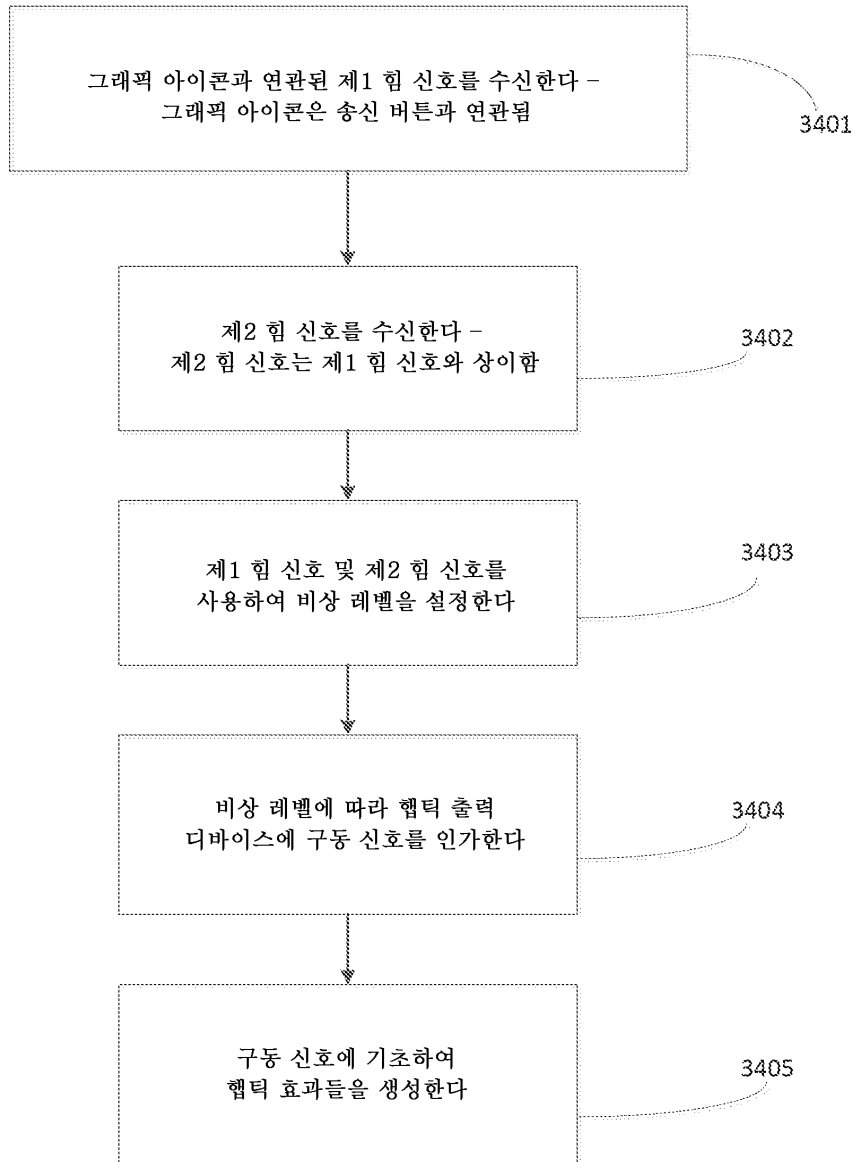 그래픽 아이콘과 연관된 제1 힘 신호를 수신한다 –
그래픽 아이콘은 송신 버튼과 연관됨
3401
제2 힘 신호를 수신한다 –
제2 힘 신호는 제1 힘 신호와 상이함
3402
제1 힘 신호 및 제2 힘 신호를
사용하여 비상 레벨을 설정한다
3403
비상 레벨에 따라 햅틱 출력
디바이스에 구동 신호를 인가한다
3404
구동 신호에 기초하여
햅틱 효과들을 생성한다
3405